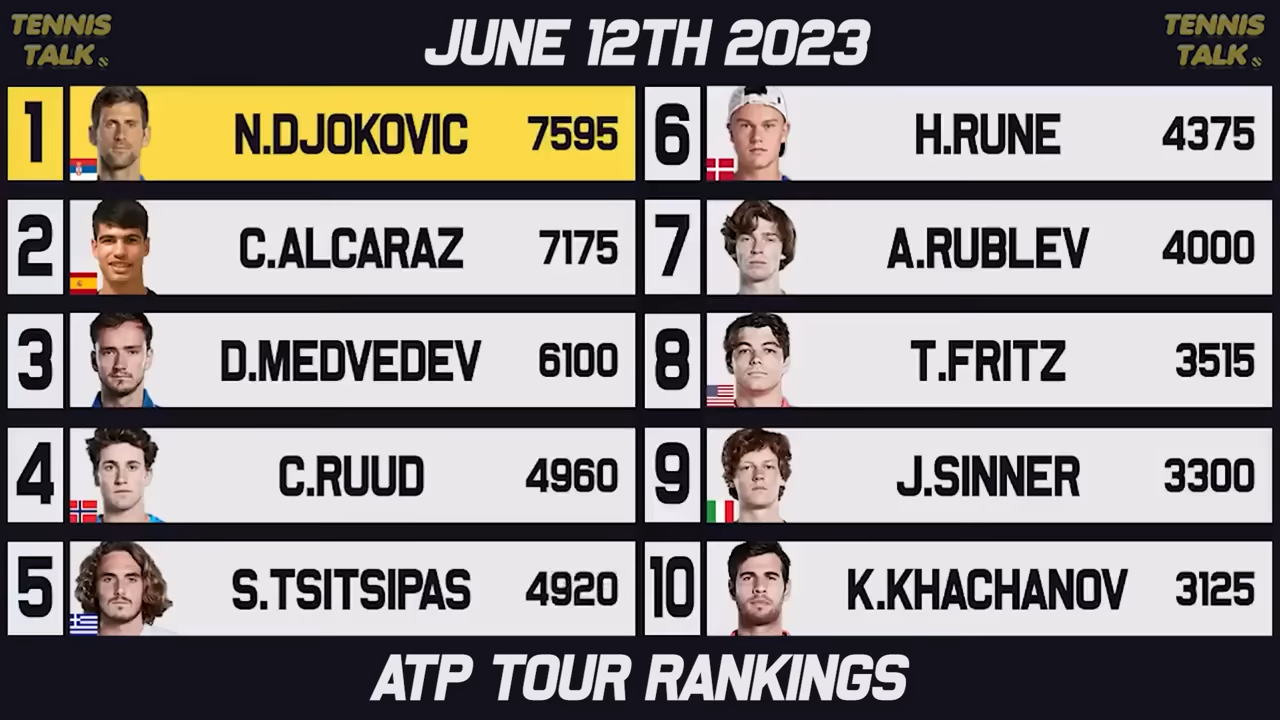 TENNIS TALK.
JUNE 12TH 2023
TENNIS TALK.
1 N.DJOKOVIC 7595
2 C.ALCARAZ 7175
3 D.MEDVEDEV 6100
4 C.RUUD 4960
5 S.TSITSIPAS 4920
6 H.RUNE 4375
7 A.RUBLEV 4000
8 T.FRITZ 3515
9 J.SINNER 3300
10 K.KHACHANOV 3125
ATP TOUR RANKINGS